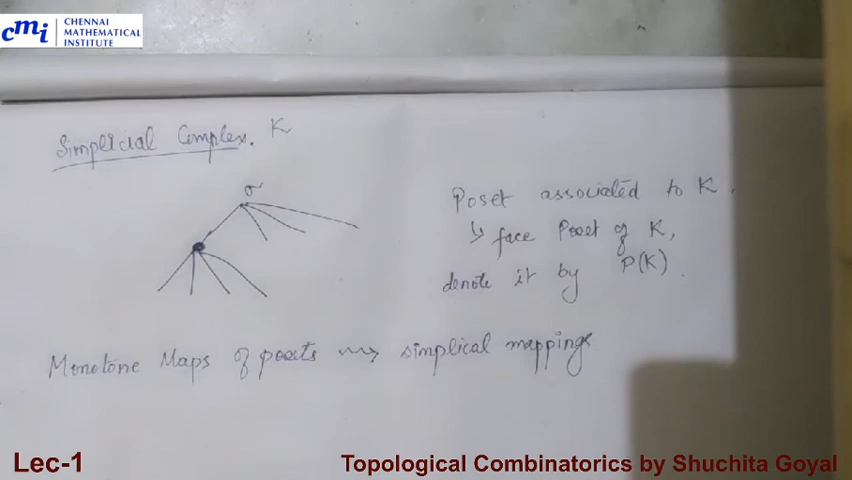 cmi CHENNAI
MATHEMATICAL
INSTITUTE
Simplicial Complex. K
σ
Poset associated to K.
↳ face Poset of K,
denote it by P(K).
Monotone Maps of posets ⇝ simplical mappings
Lec-1
Topological Combinatorics by Shuchita Goyal